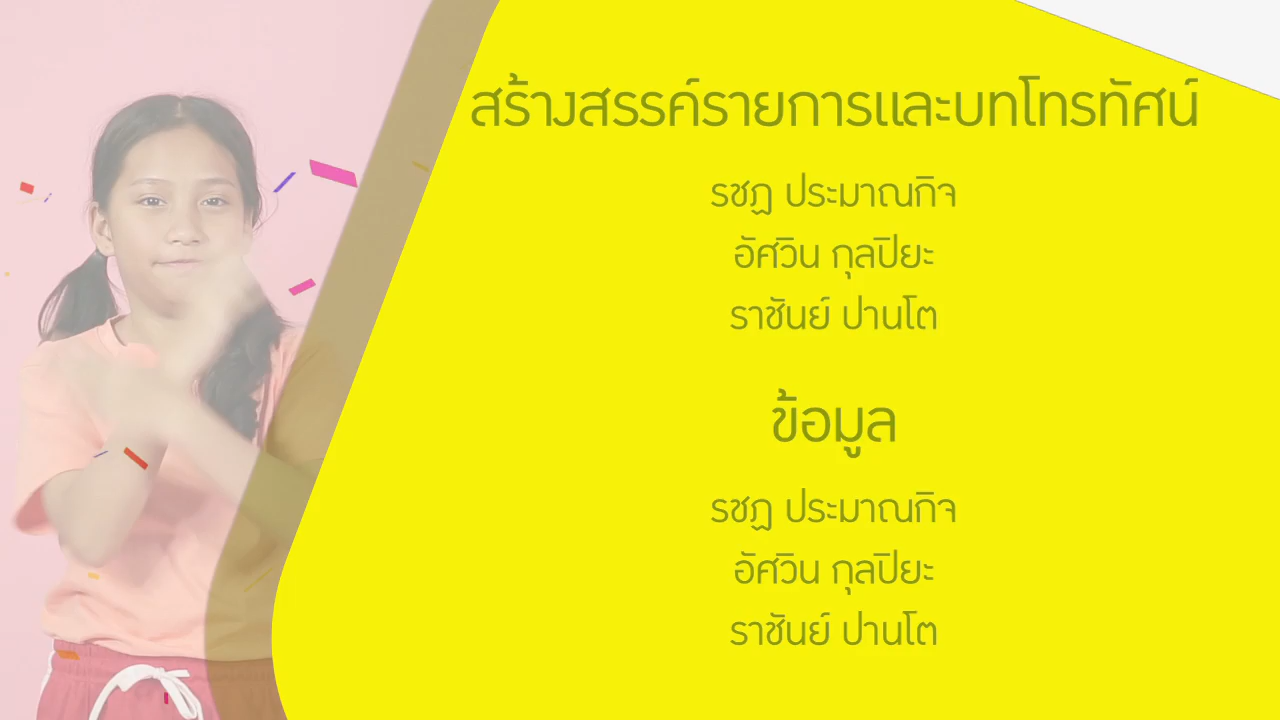 สร้างสรรค์รายการและบทโทรทัศน์
รชฏ ประมาณกิจ
อัศวิน กุลปิยะ
ราชันย์ ปานโต
ข้อมูล
รชฏ ประมาณกิจ
อัศวิน กุลปิยะ
ราชันย์ ปานโต